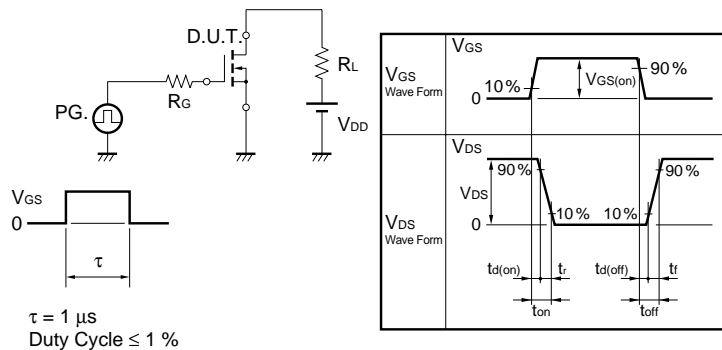 D.U.T.
RL
RG
PG.
VDD
VGS
0
τ
τ = 1 μs
Duty Cycle ≤ 1 %
VGS
Wave Form
VGS
10 %
0
VGS(on)
90 %
VDS
Wave Form
VDS
90 %
VDS
0
10 %
10 %
90 %
td(on)
tr
td(off)
tf
ton
toff